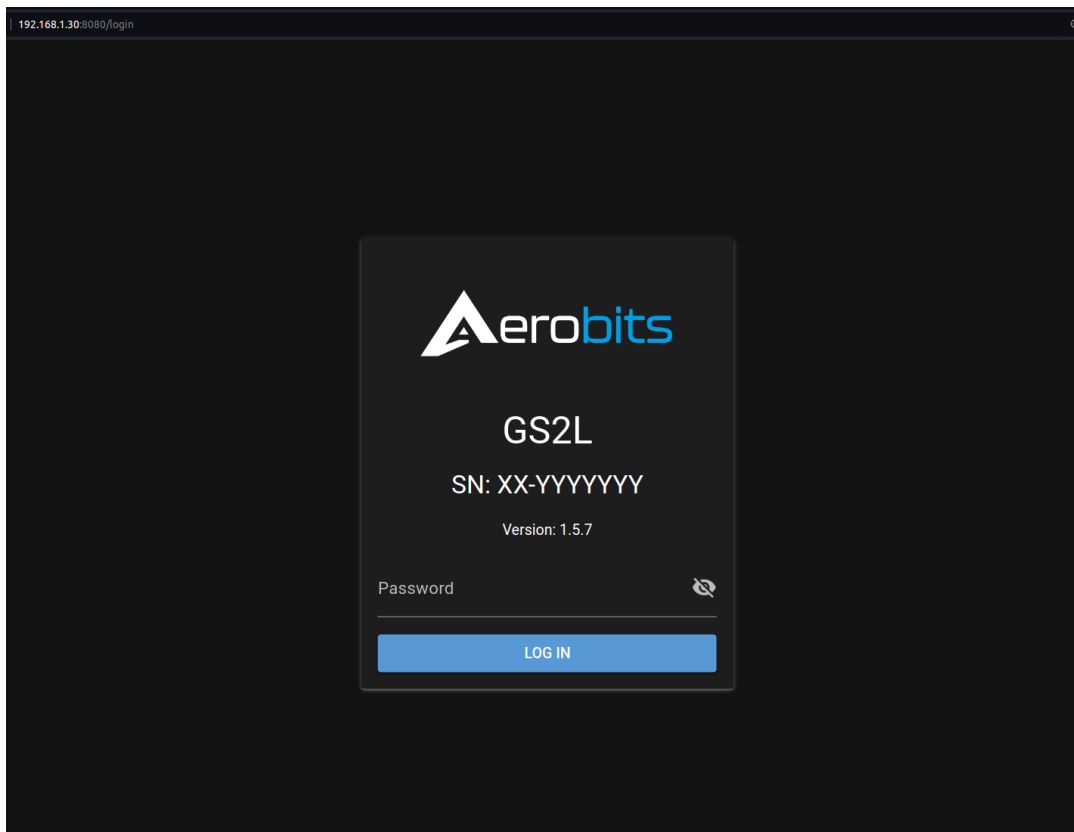 192.168.1.30:8080/login
Aerobits
GS2L
SN: XX-YYYYYYY
Version: 1.5.7
Password
LOG IN